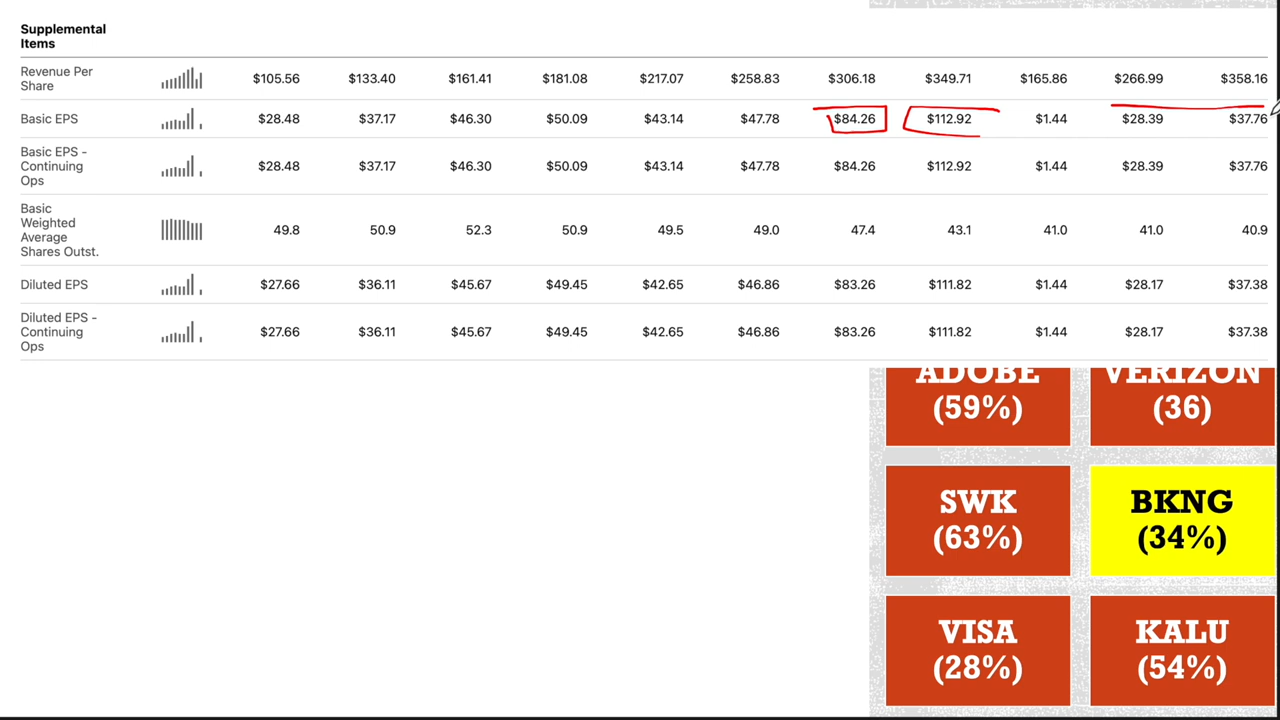 Supplemental
Items
Revenue Per
Share
$105.56 $133.40 $161.41 $181.08 $217.07 $258.83 $306.18 $349.71 $165.86 $266.99 $358.16
Basic EPS $28.48 $37.17 $46.30 $50.09 $43.14 $47.78 $84.26 $112.92 $1.44 $28.39 $37.76
Basic EPS -
Continuing
Ops
$28.48 $37.17 $46.30 $50.09 $43.14 $47.78 $84.26 $112.92 $1.44 $28.39 $37.76
Basic
Weighted
Average
Shares Outst.
49.8 50.9 52.3 50.9 49.5 49.0 47.4 43.1 41.0 41.0 40.9
Diluted EPS $27.66 $36.11 $45.67 $49.45 $42.65 $46.86 $83.26 $111.82 $1.44 $28.17 $37.38
Diluted EPS -
Continuing
Ops
$27.66 $36.11 $45.67 $49.45 $42.65 $46.86 $83.26 $111.82 $1.44 $28.17 $37.38
ADOBE
(59%)
VERIZON
(36)
SWK
(63%)
BKNG
(34%)
VISA
(28%)
KALU
(54%)